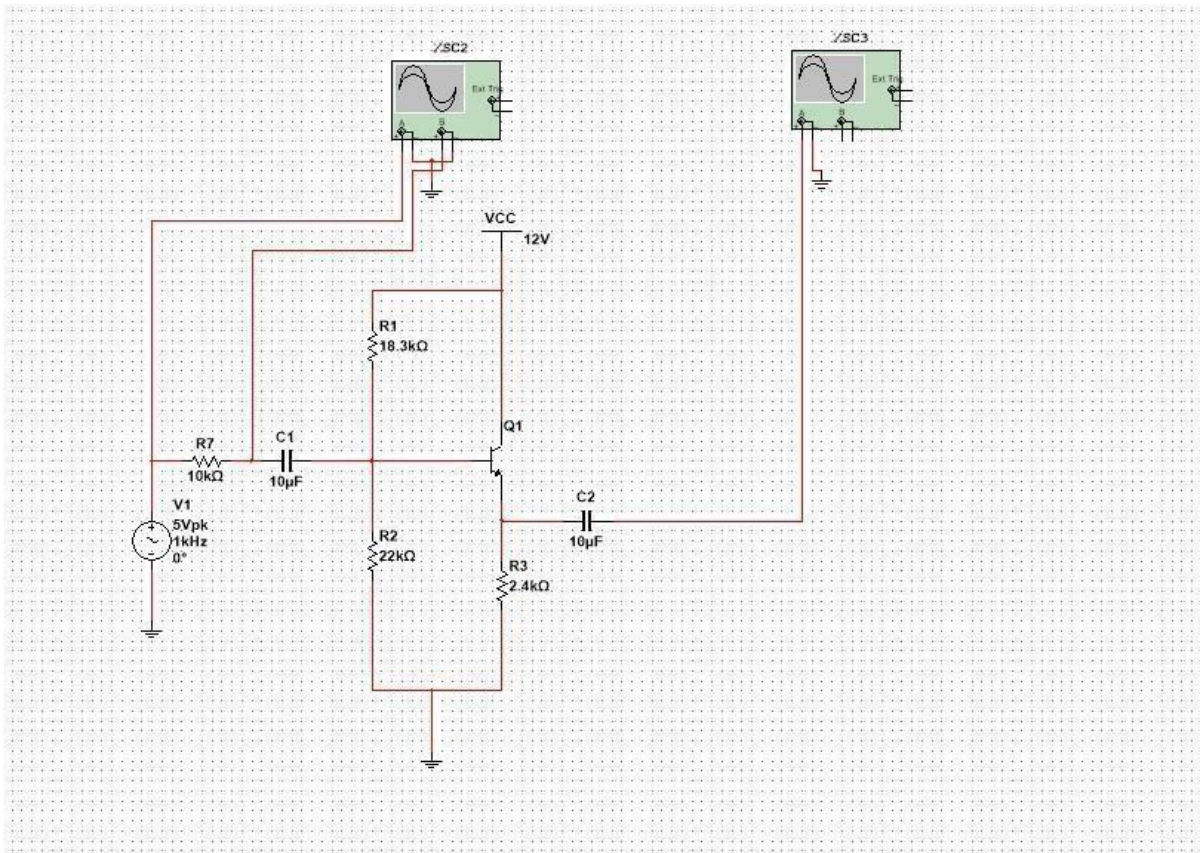 XSC2
Ext Trig
A
B
XSC3
Ext Trig
A
B
VCC
12V
R1
18.3kΩ
Q1
R7
10kΩ
C1
10µF
V1
5Vpk
1kHz
0°
R2
22kΩ
C2
10µF
R3
2.4kΩ